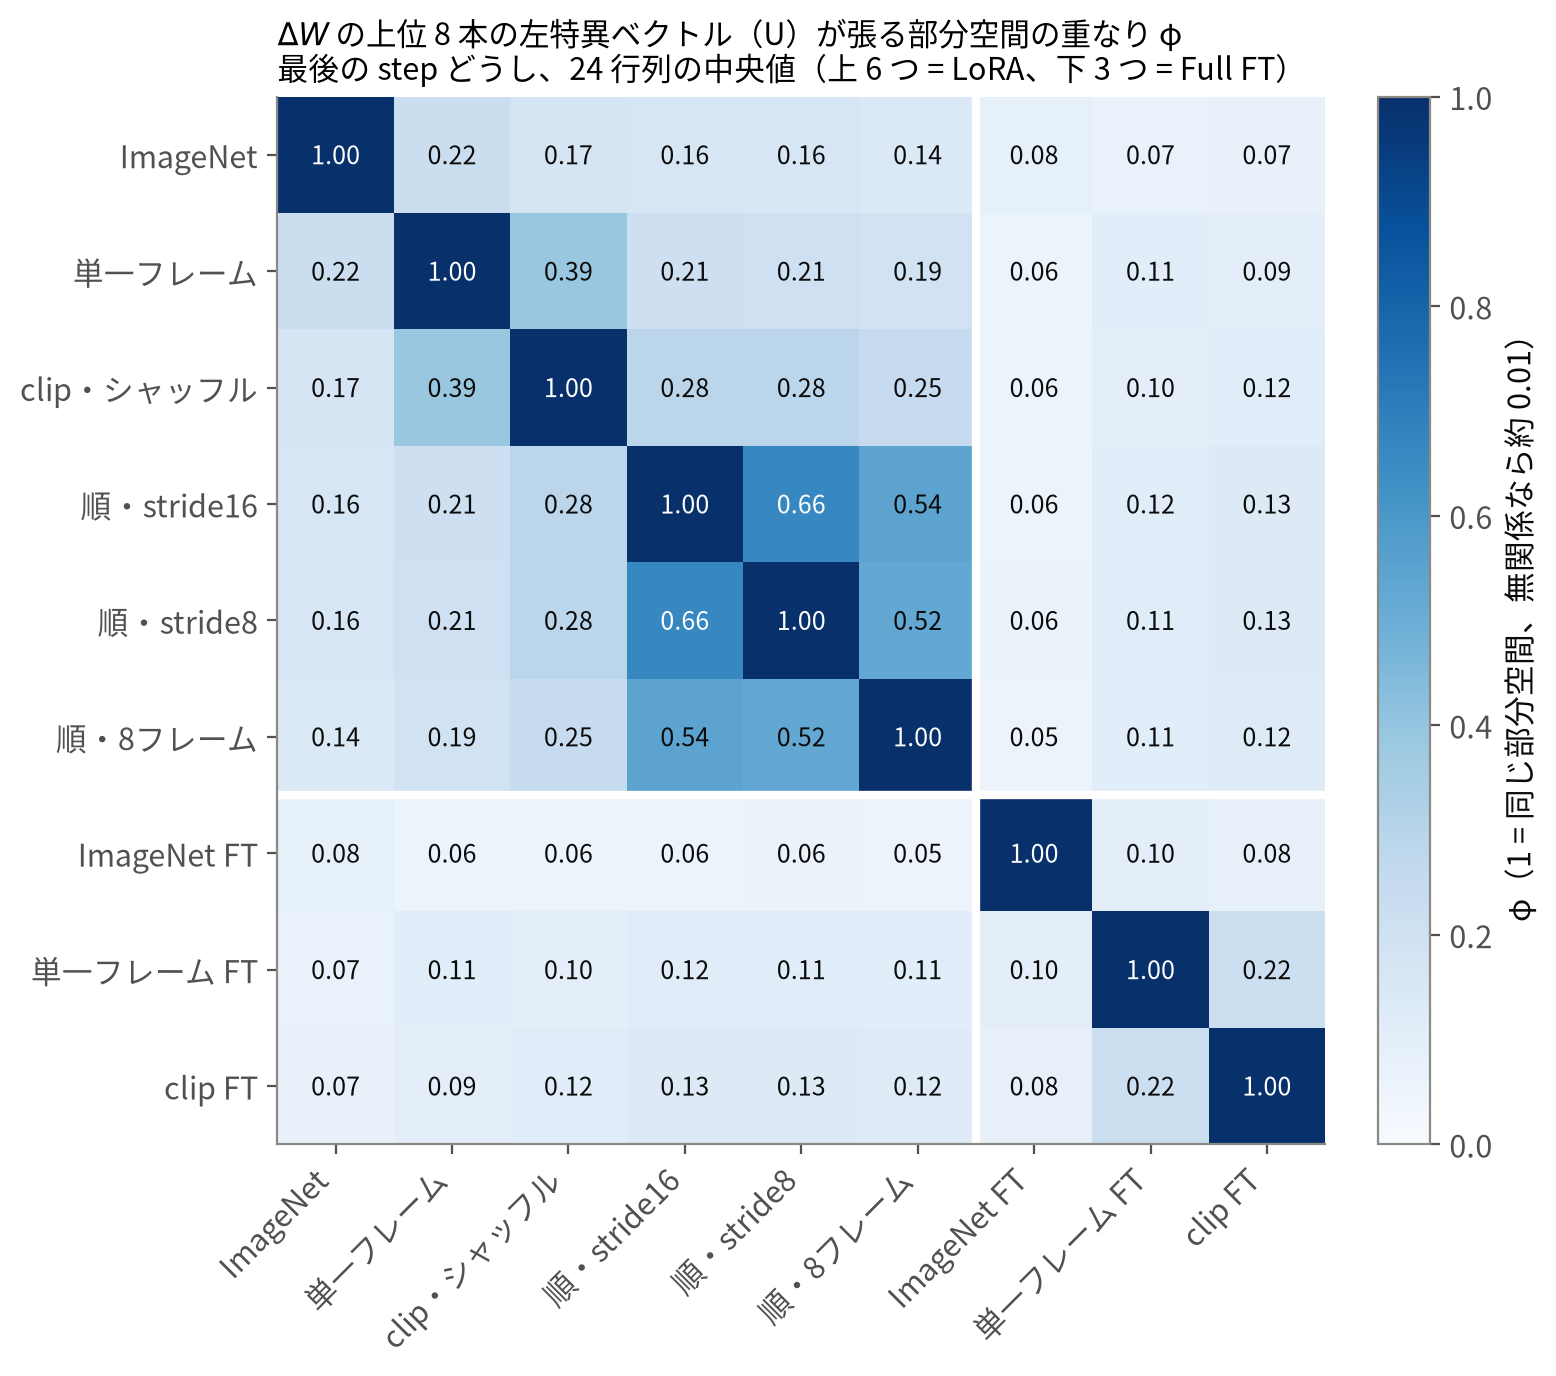 ΔW の上位 8 本の左特異ベクトル（U）が張る部分空間の重なり φ
最後の step どうし、24 行列の中央値（上 6 つ = LoRA、下 3 つ = Full FT）
ImageNet 1.00 0.22 0.17 0.16 0.16 0.14 0.08 0.07 0.07
単一フレーム 0.22 1.00 0.39 0.21 0.21 0.19 0.06 0.11 0.09
clip・シャッフル 0.17 0.39 1.00 0.28 0.28 0.25 0.06 0.10 0.12
順・stride16 0.16 0.21 0.28 1.00 0.66 0.54 0.06 0.12 0.13
順・stride8 0.16 0.21 0.28 0.66 1.00 0.52 0.06 0.11 0.13
順・8フレーム 0.14 0.19 0.25 0.54 0.52 1.00 0.05 0.11 0.12
ImageNet FT 0.08 0.06 0.06 0.06 0.06 0.05 1.00 0.10 0.08
単一フレーム FT 0.07 0.11 0.10 0.12 0.11 0.11 0.10 1.00 0.22
clip FT 0.07 0.09 0.12 0.13 0.13 0.12 0.08 0.22 1.00
ImageNet
単一フレーム
clip・シャッフル
順・stride16
順・stride8
順・8フレーム
ImageNet FT
単一フレーム FT
clip FT
1.0
0.8
0.6
0.4
0.2
0.0
φ（1 = 同じ部分空間、無関係なら約 0.01）